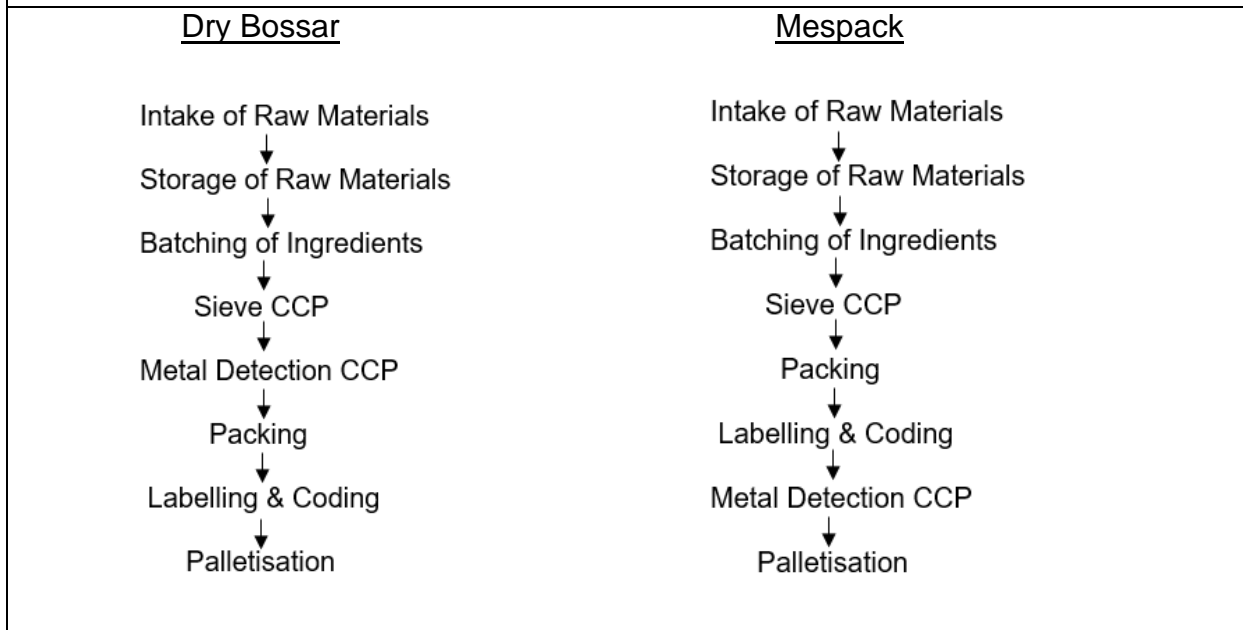 Dry Bossar
Intake of Raw Materials
Storage of Raw Materials
Batching of Ingredients
Sieve CCP
Metal Detection CCP
Packing
Labelling & Coding
Palletisation
Mespack
Intake of Raw Materials
Storage of Raw Materials
Batching of Ingredients
Sieve CCP
Packing
Labelling & Coding
Metal Detection CCP
Palletisation